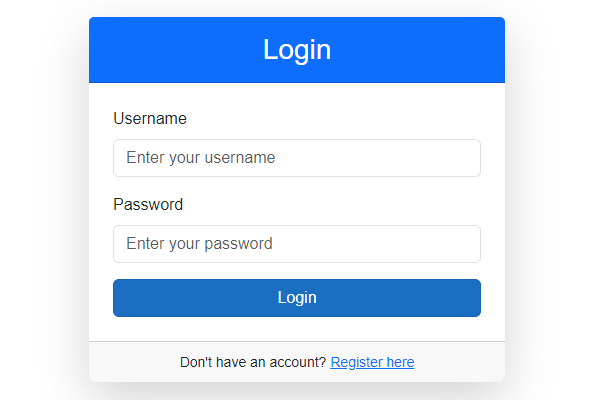 Login
Username
Enter your username
Password
Enter your password
Login
Don't have an account? Register here